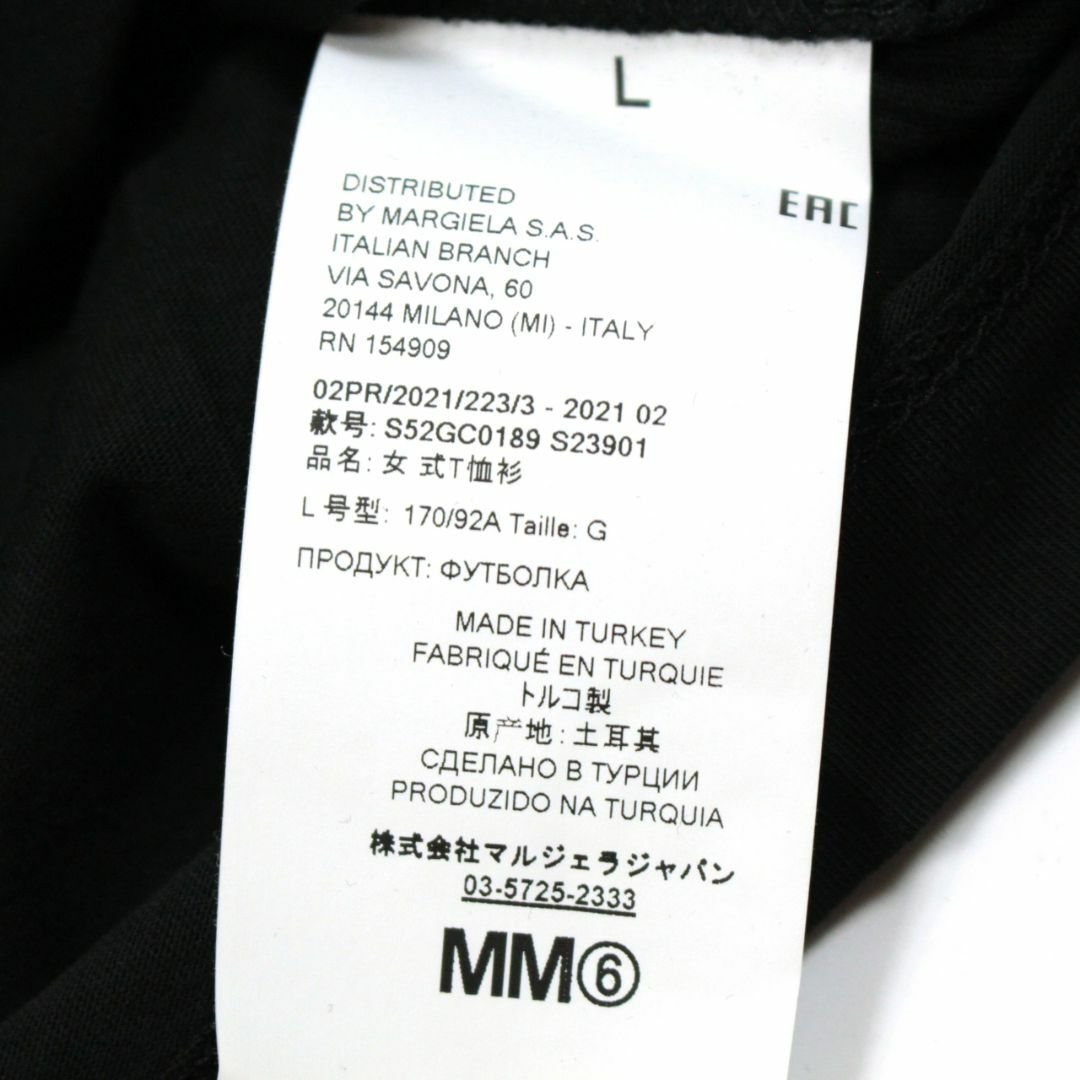 L
EAC
DISTRIBUTED
BY MARGIELA S.A.S.
ITALIAN BRANCH
VIA SAVONA, 60
20144 MILANO (MI) - ITALY
RN 154909
02PR/2021/223/3 - 2021 02
款号: S52GC0189 S23901
品名: 女 式T恤衫
L 号型: 170/92A Taille: G
ПРОДУКТ: ФУТБОЛКА
MADE IN TURKEY
FABRIQUÉ EN TURQUIE
トルコ製
原产地: 土耳其
СДЕЛАНО В ТУРЦИИ
PRODUZIDO NA TURQUIA
株式会社マルジェラジャパン
03-5725-2333
MM⑥